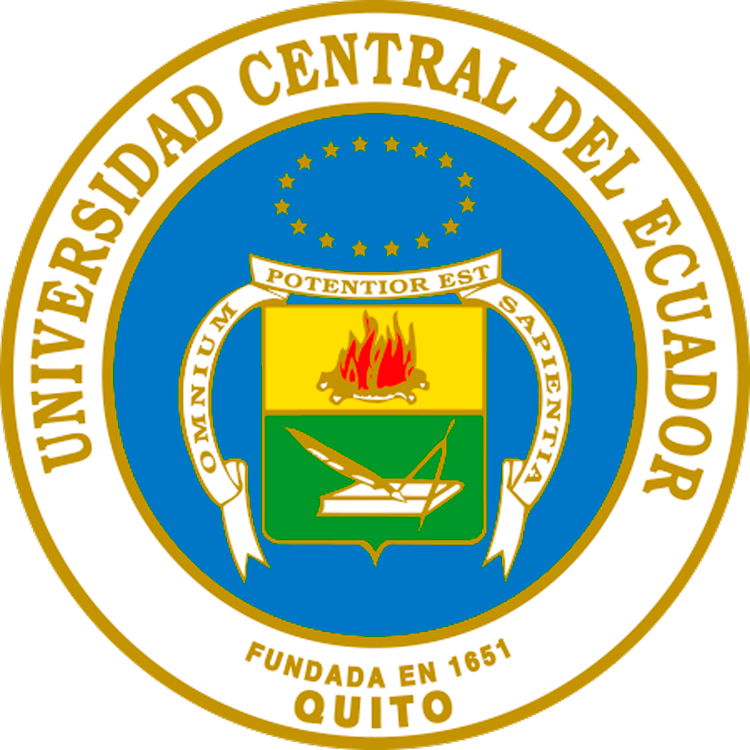 UNIVERSIDAD CENTRAL DEL ECUADOR
OMNIUM POTENTIOR EST SAPIENTIA
FUNDADA EN 1651
QUITO